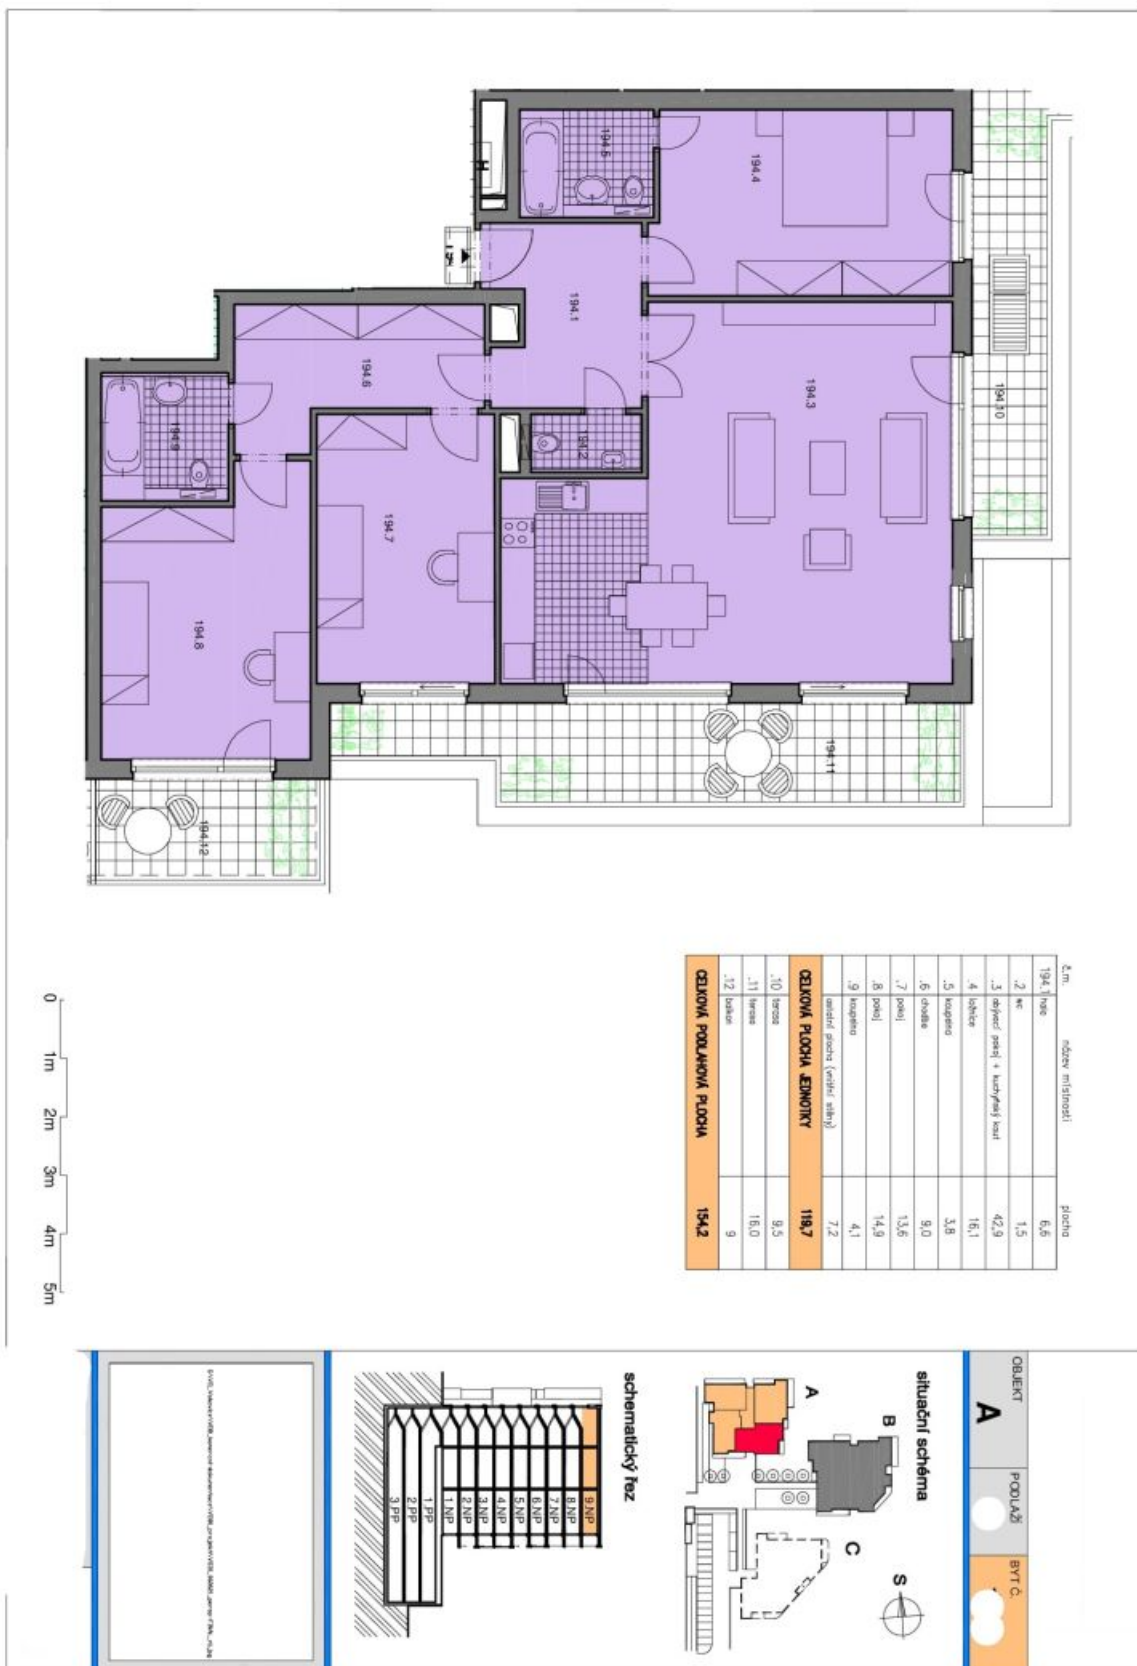 OBJEKT
A
PODLAŽÍ
BYT Č.
situační schéma
A
B
C
S
schematický řez
9.NP
8.NP
7.NP
6.NP
5.NP
4.NP
3.NP
2.NP
1.NP
1.PP
2.PP
3.PP
č.m. název místnosti plocha
194.1 hala 6,6
.2 wc 1,5
.3 obývací pokoj + kuchyňský kout 42,9
.4 ložnice 16,1
.5 koupelna 3,8
.6 chodba 9,0
.7 pokoj 13,6
.8 pokoj 14,9
.9 koupelna 4,1
ostatní plocha (vnitřní stěny) 7,2
CELKOVÁ PLOCHA JEDNOTKY 119,7
.10 terasa 9,5
.11 terasa 16,0
.12 balkon 9
CELKOVÁ PODLAHOVÁ PLOCHA 154,2
194.5
194.4
H
194.1
194.6
194.3
194.10
194.9
194.2
194.7
194.8
194.11
194.12
0 1m 2m 3m 4m 5m